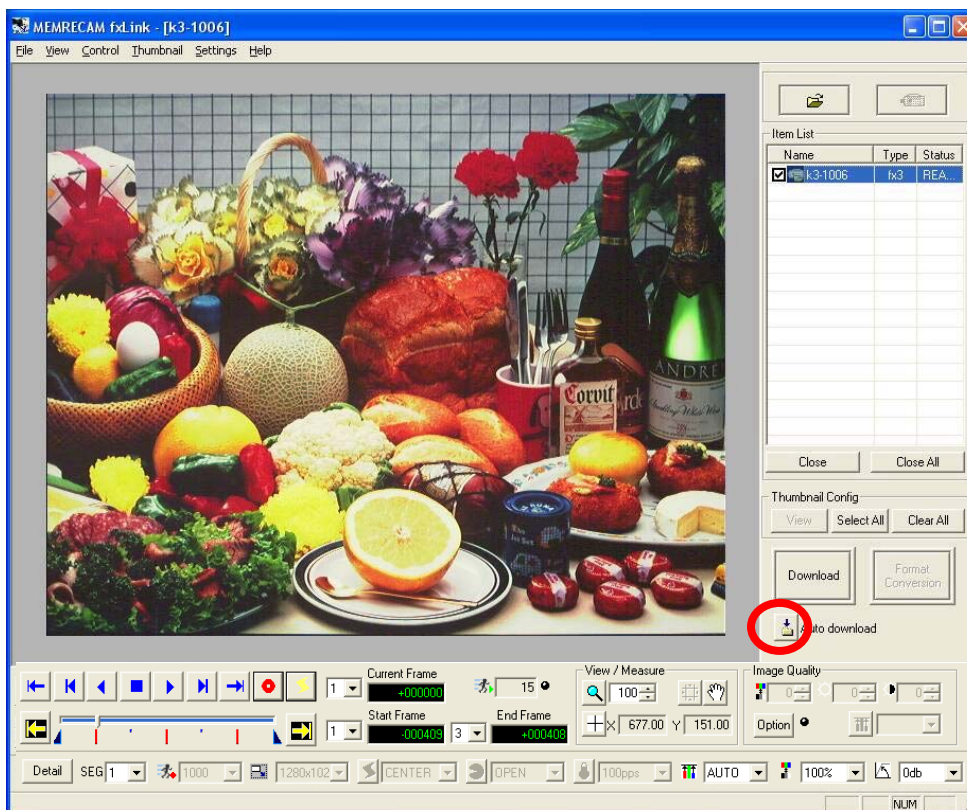 MEMRECAM fxLink - [k3-1006]
File View Control Thumbnail Settings Help
Item List
Name Type Status
k3-1006 fx3 REA...
Close Close All
Thumbnail Config
View Select All Clear All
Download Format Conversion
Auto download
ANDRE
Corvit
1 Current Frame +000000 15
View / Measure
100
Image Quality
0 0 0
1 Start Frame -000409 3 End Frame +000408
X 677.00 Y 151.00
Option
Detail SEG 1 1000 1280x102 CENTER OPEN 100pps AUTO 100% 0db
NUM